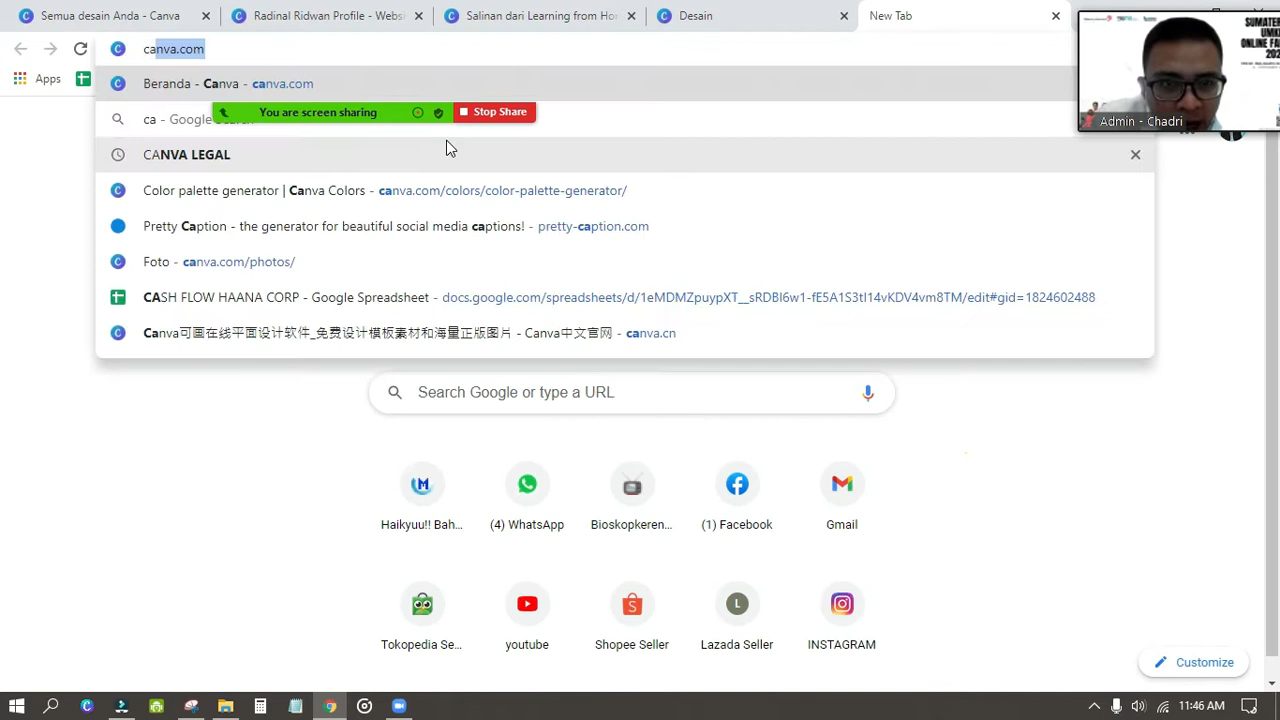 Semua desain Anda - Canva
Radinal Ridwan Profile - Websi
Salinan dari Learning from Ho
Desain
New Tab
canva.com
Apps
Beranda - Canva - canva.com
You are screen sharing
Stop Share
ca - Google Search
CANVA LEGAL
Color palette generator | Canva Colors - canva.com/colors/color-palette-generator/
Pretty Caption - the generator for beautiful social media captions! - pretty-caption.com
Foto - canva.com/photos/
CASH FLOW HAANA CORP - Google Spreadsheet - docs.google.com/spreadsheets/d/1eMDMZpuypXT__sRDBI6w1-fE5A1S3tI14vKDV4vm8TM/edit#gid=1824602488
Canva可画在线平面设计软件_免费设计模板素材和海量正版图片 - Canva中文官网 - canva.cn
SUMATER
UMK
ONLINE FA
202
Admin - Chadri
Search Google or type a URL
Haikyuu!! Bah...
(4) WhatsApp
Bioskopkeren...
(1) Facebook
Gmail
Tokopedia Se...
youtube
Shopee Seller
Lazada Seller
INSTAGRAM
Customize
11:46 AM